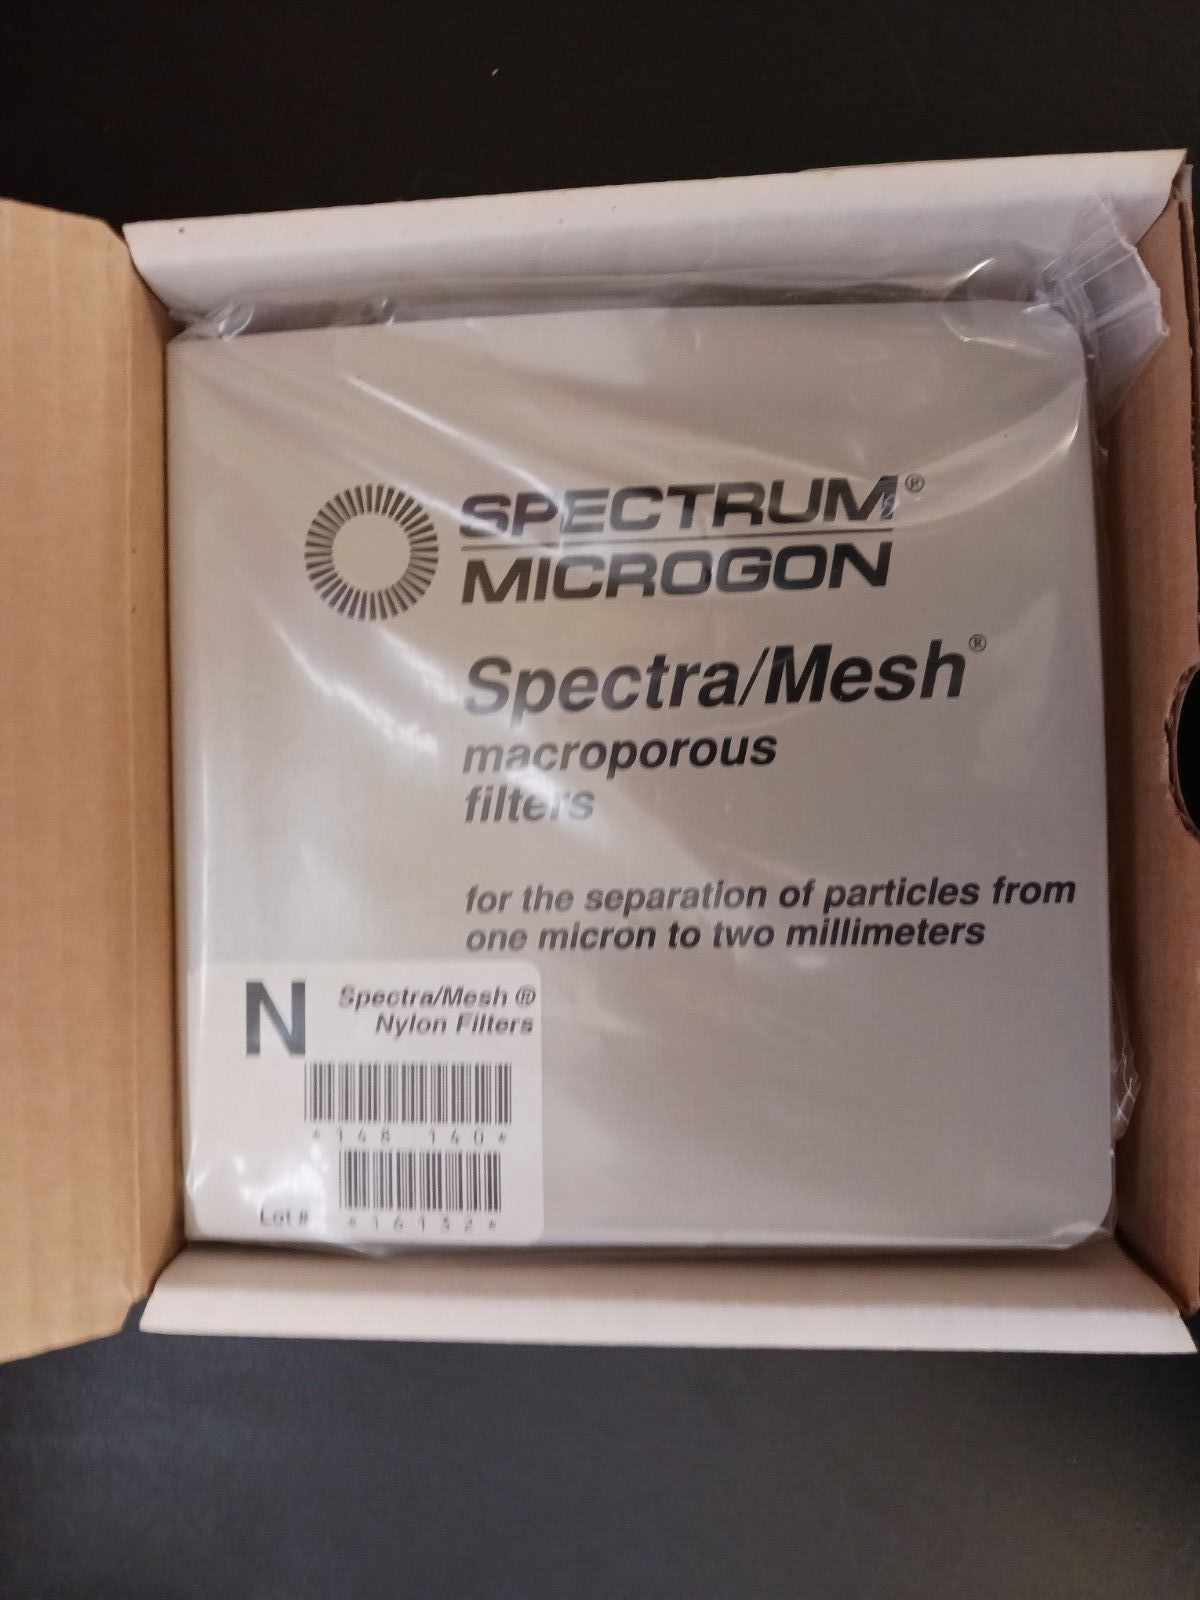 SPECTRUM®
MICROGON
Spectra/Mesh®
macroporous
filters
for the separation of particles from
one micron to two millimeters
N
Spectra/Mesh ®
Nylon Filters
*148 140*
Lot # *16132*